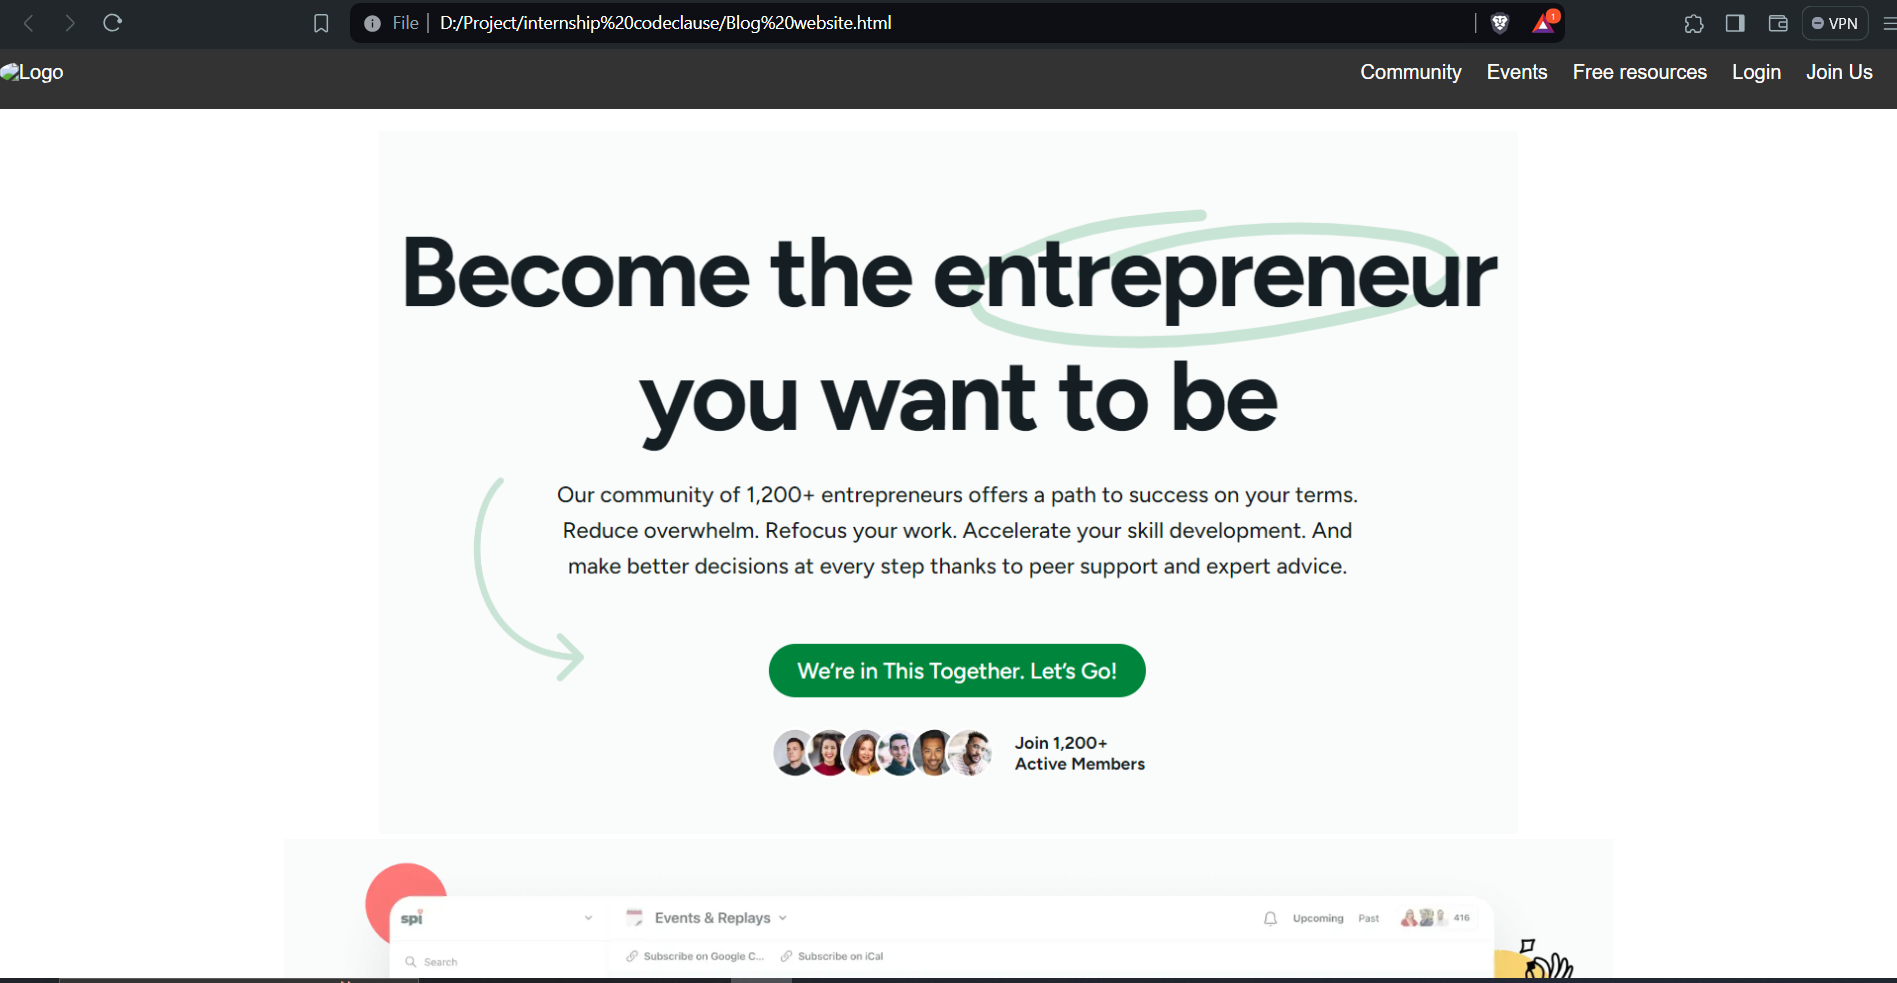 File D:/Project/internship%20codeclause/Blog%20website.html 1 VPN
Logo Community Events Free resources Login Join Us
Become the entrepreneur
you want to be
Our community of 1,200+ entrepreneurs offers a path to success on your terms.
Reduce overwhelm. Refocus your work. Accelerate your skill development. And
make better decisions at every step thanks to peer support and expert advice.
We’re in This Together. Let’s Go!
Join 1,200+
Active Members
spi Events & Replays Upcoming Past 416
Search Subscribe on Google C... Subscribe on iCal